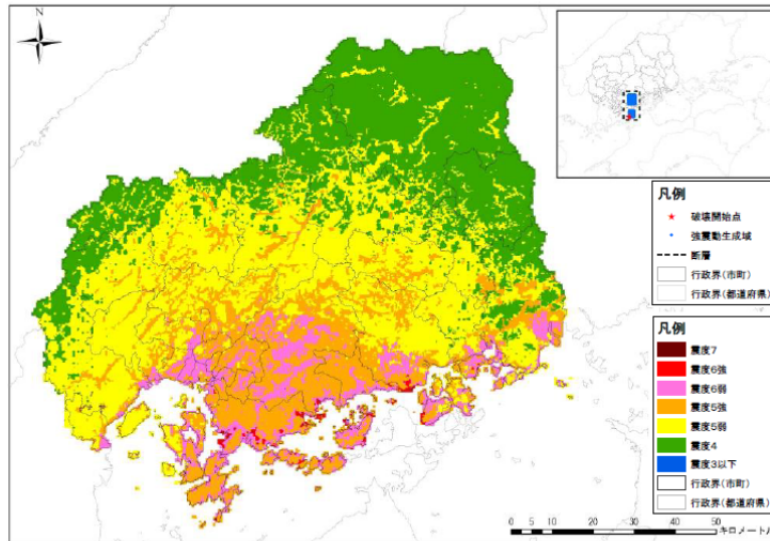 N
凡例
破壊開始点
強震動生成域
断層
行政界(市町)
行政界(都道府県)
凡例
震度7
震度6強
震度6弱
震度5強
震度5弱
震度4
震度3以下
行政界(市町)
行政界(都道府県)
0 5 10 20 30 40 50
キロメートル